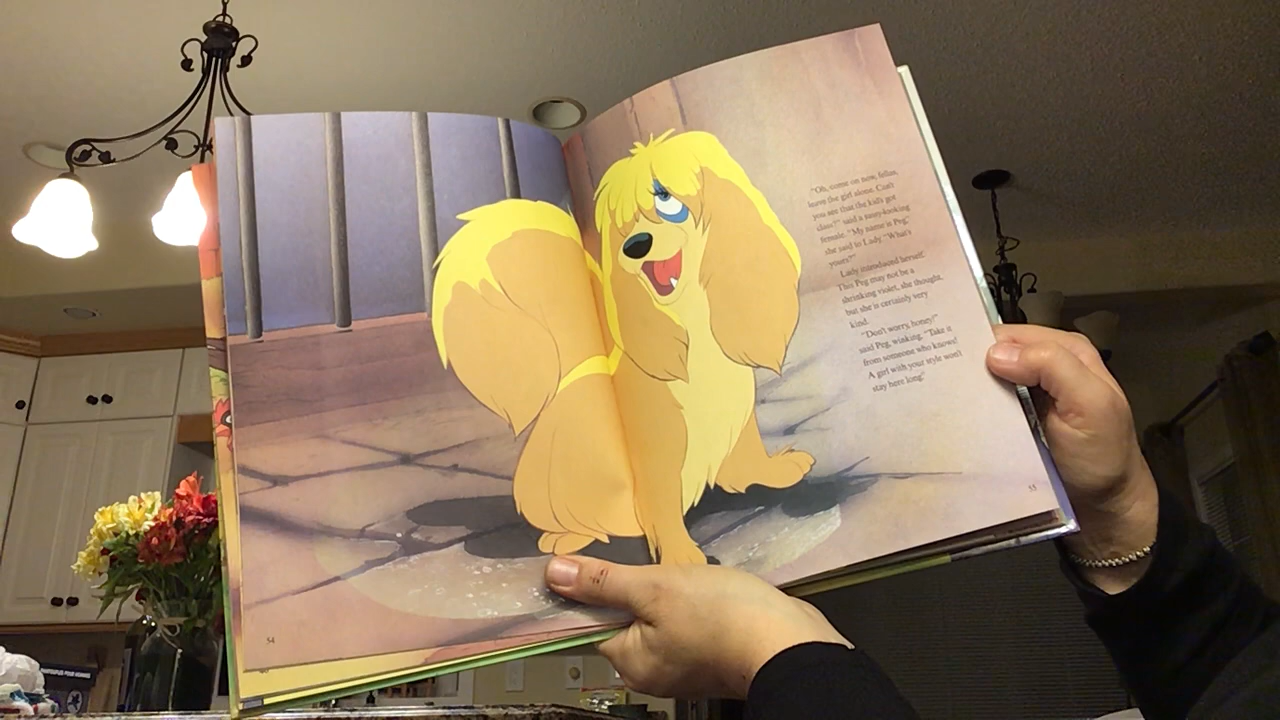 "Oh, come on now, fellas,
leave the girl alone. Can't
you see that the kid's got
class?" said a sassy-looking
female. "My name is Peg,"
she said to Lady. "What's
yours?"
Lady introduced herself.
This Peg may not be a
shrinking violet, she thought,
but she is certainly very
kind.
"Don't worry, honey!"
said Peg, winking. "Take it
from someone who knows!
A girl with your style won't
stay here long."
54
55